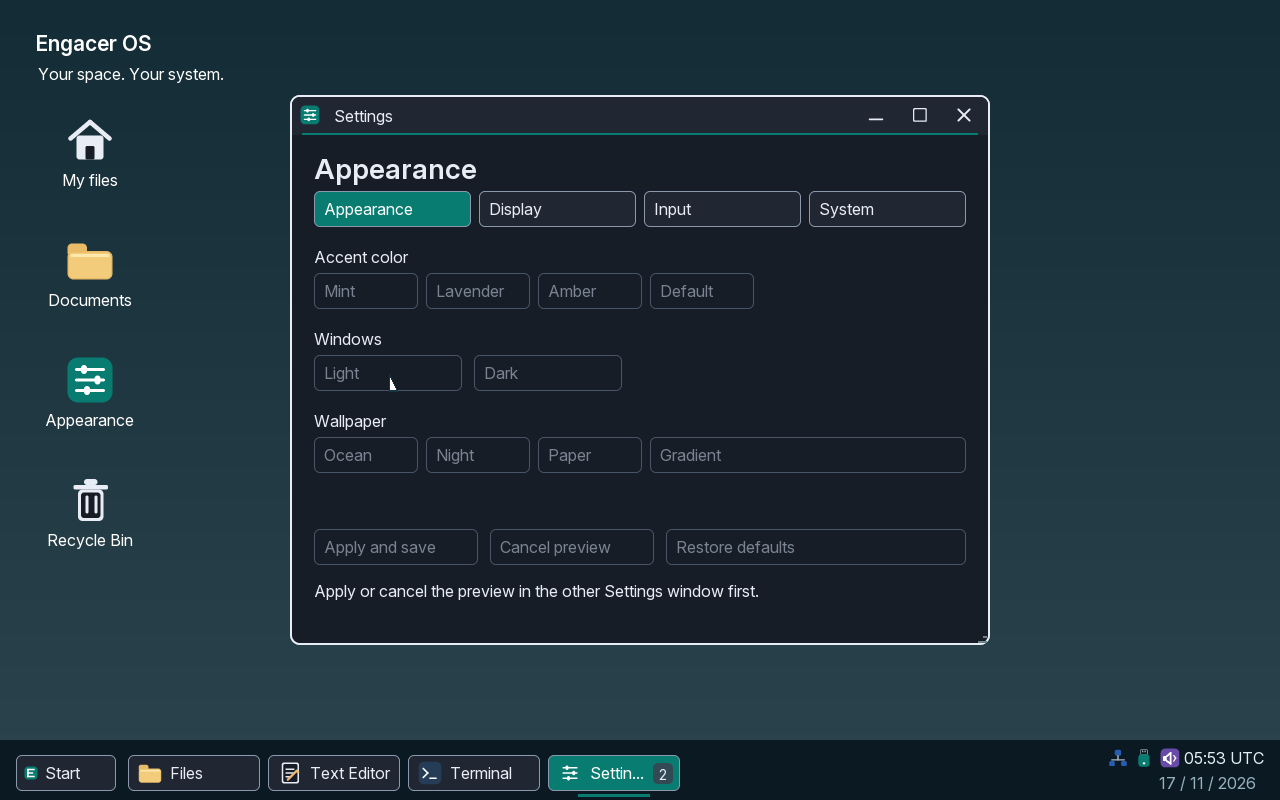 Engacer OS
Your space. Your system.
My files
Documents
Appearance
Recycle Bin
Settings
Appearance
Appearance Display Input System
Accent color
Mint Lavender Amber Default
Windows
Light Dark
Wallpaper
Ocean Night Paper Gradient
Apply and save Cancel preview Restore defaults
Apply or cancel the preview in the other Settings window first.
E Start Files Text Editor Terminal Settin... 2
05:53 UTC
17 / 11 / 2026